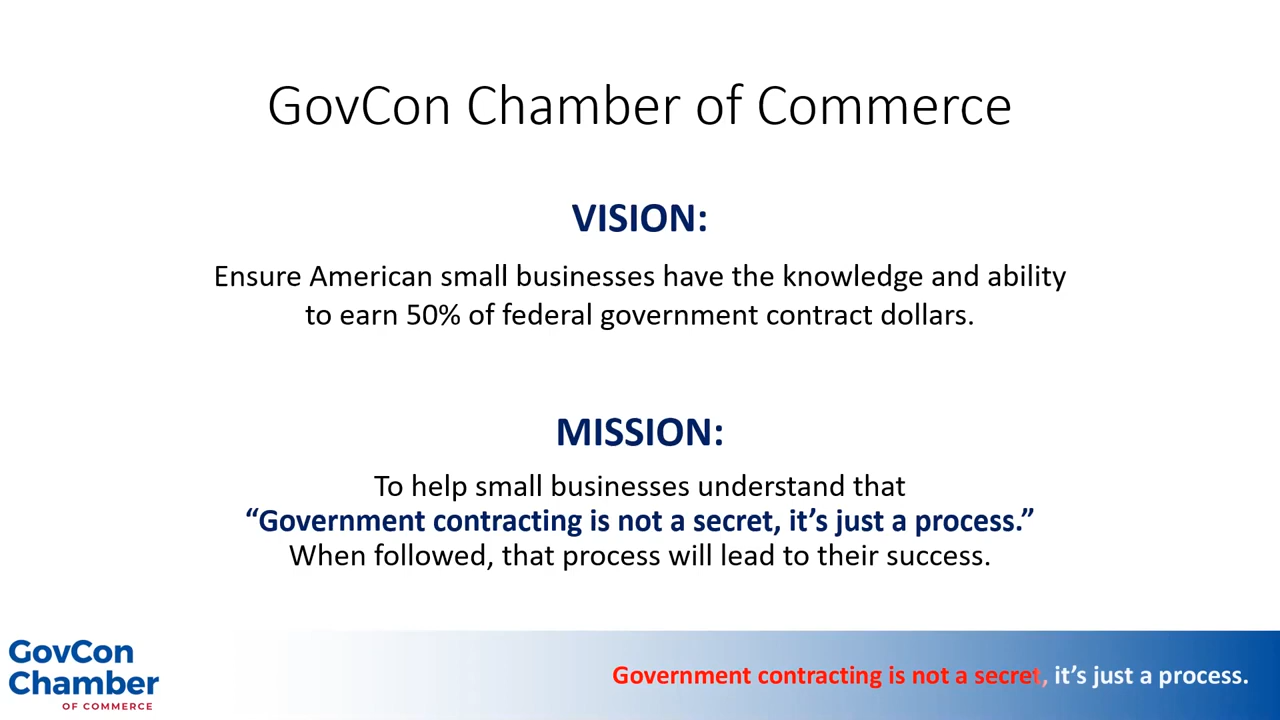 GovCon Chamber of Commerce
VISION:
Ensure American small businesses have the knowledge and ability
to earn 50% of federal government contract dollars.
MISSION:
To help small businesses understand that
“Government contracting is not a secret, it’s just a process.”
When followed, that process will lead to their success.
GovCon
Chamber
OF COMMERCE
Government contracting is not a secret, it’s just a process.